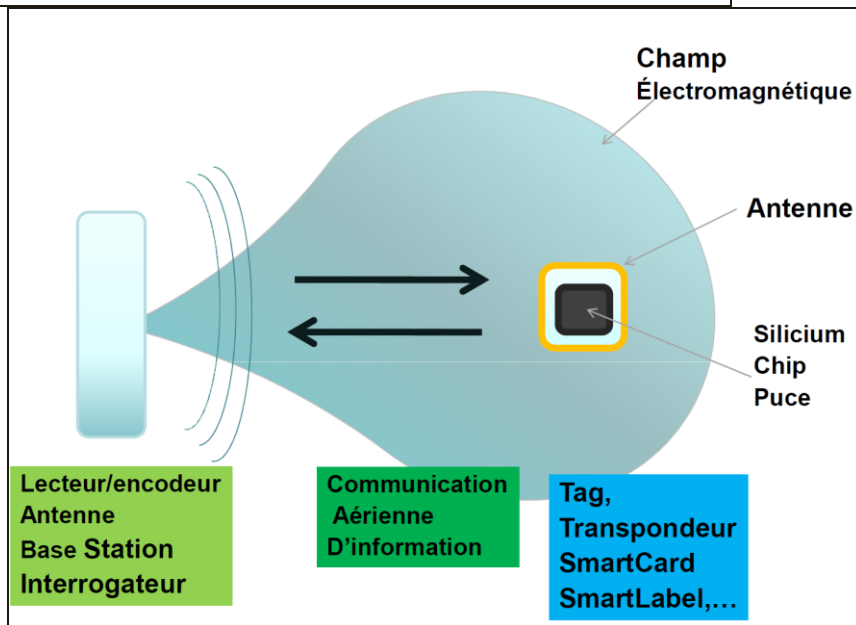 Champ
Électromagnétique
Antenne
Silicium
Chip
Puce
Lecteur/encodeur
Antenne
Base Station
Interrogateur
Communication
Aérienne
D'information
Tag,
Transpondeur
SmartCard
SmartLabel,...